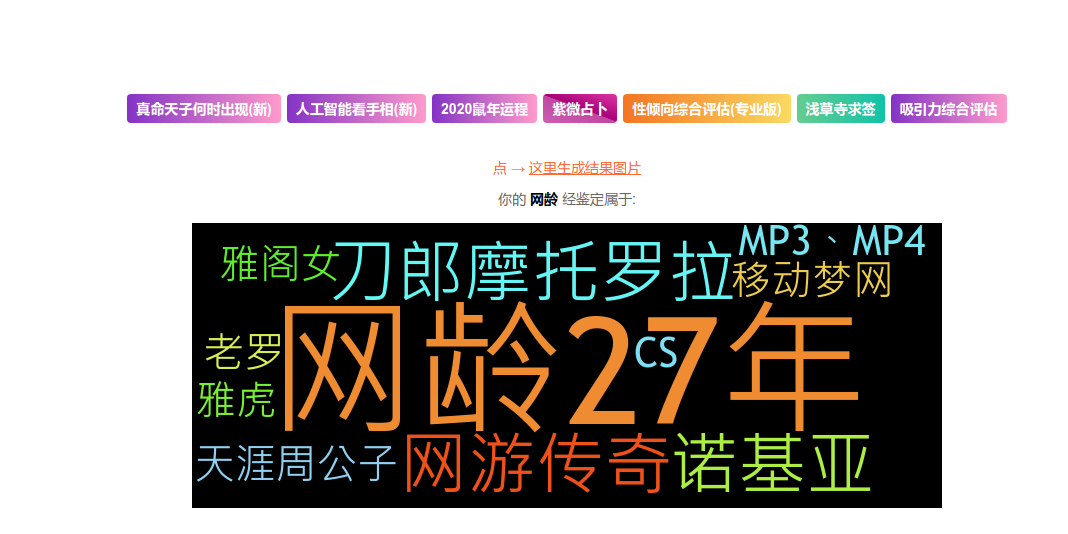 真命天子何时出现(新) 人工智能看手相(新) 2020鼠年运程 紫微占卜 性倾向综合评估(专业版) 浅草寺求签 吸引力综合评估
点 → 这里生成结果图片
你的 网龄 经鉴定属于:
雅阁女 刀郎 摩托罗拉 MP3、MP4
移动梦网
网龄27年
CS
老罗
雅虎
天涯周公子 网游传奇 诺基亚